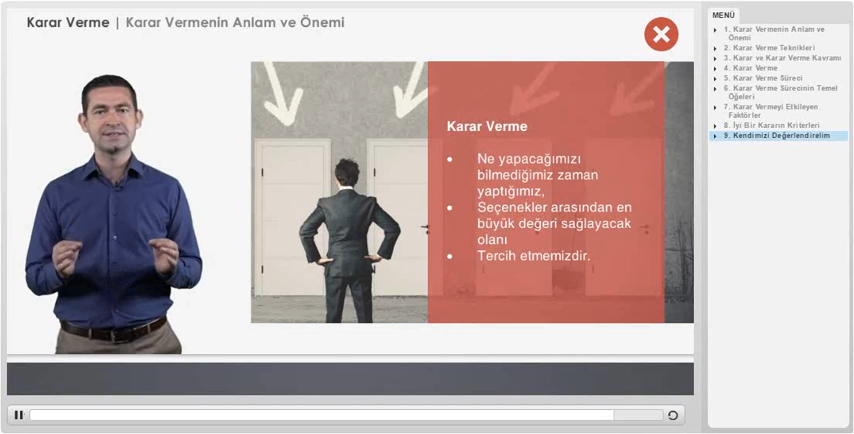 Karar Verme | Karar Vermenin Anlam ve Önemi
Karar Verme
• Ne yapacağımızı
bilmediğimiz zaman
yaptığımız,
• Seçenekler arasından en
büyük değeri sağlayacak
olanı
• Tercih etmemizdir.
MENÜ
1. Karar Vermenin Anlam ve
Önemi
2. Karar Verme Teknikleri
3. Karar ve Karar Verme Kavramı
4. Karar Verme
5. Karar Verme Süreci
6. Karar Verme Sürecinin Temel
Öğeleri
7. Karar Vermeyi Etkileyen
Faktörler
8. İyi Bir Kararın Kriterleri
9. Kendimizi Değerlendirelim